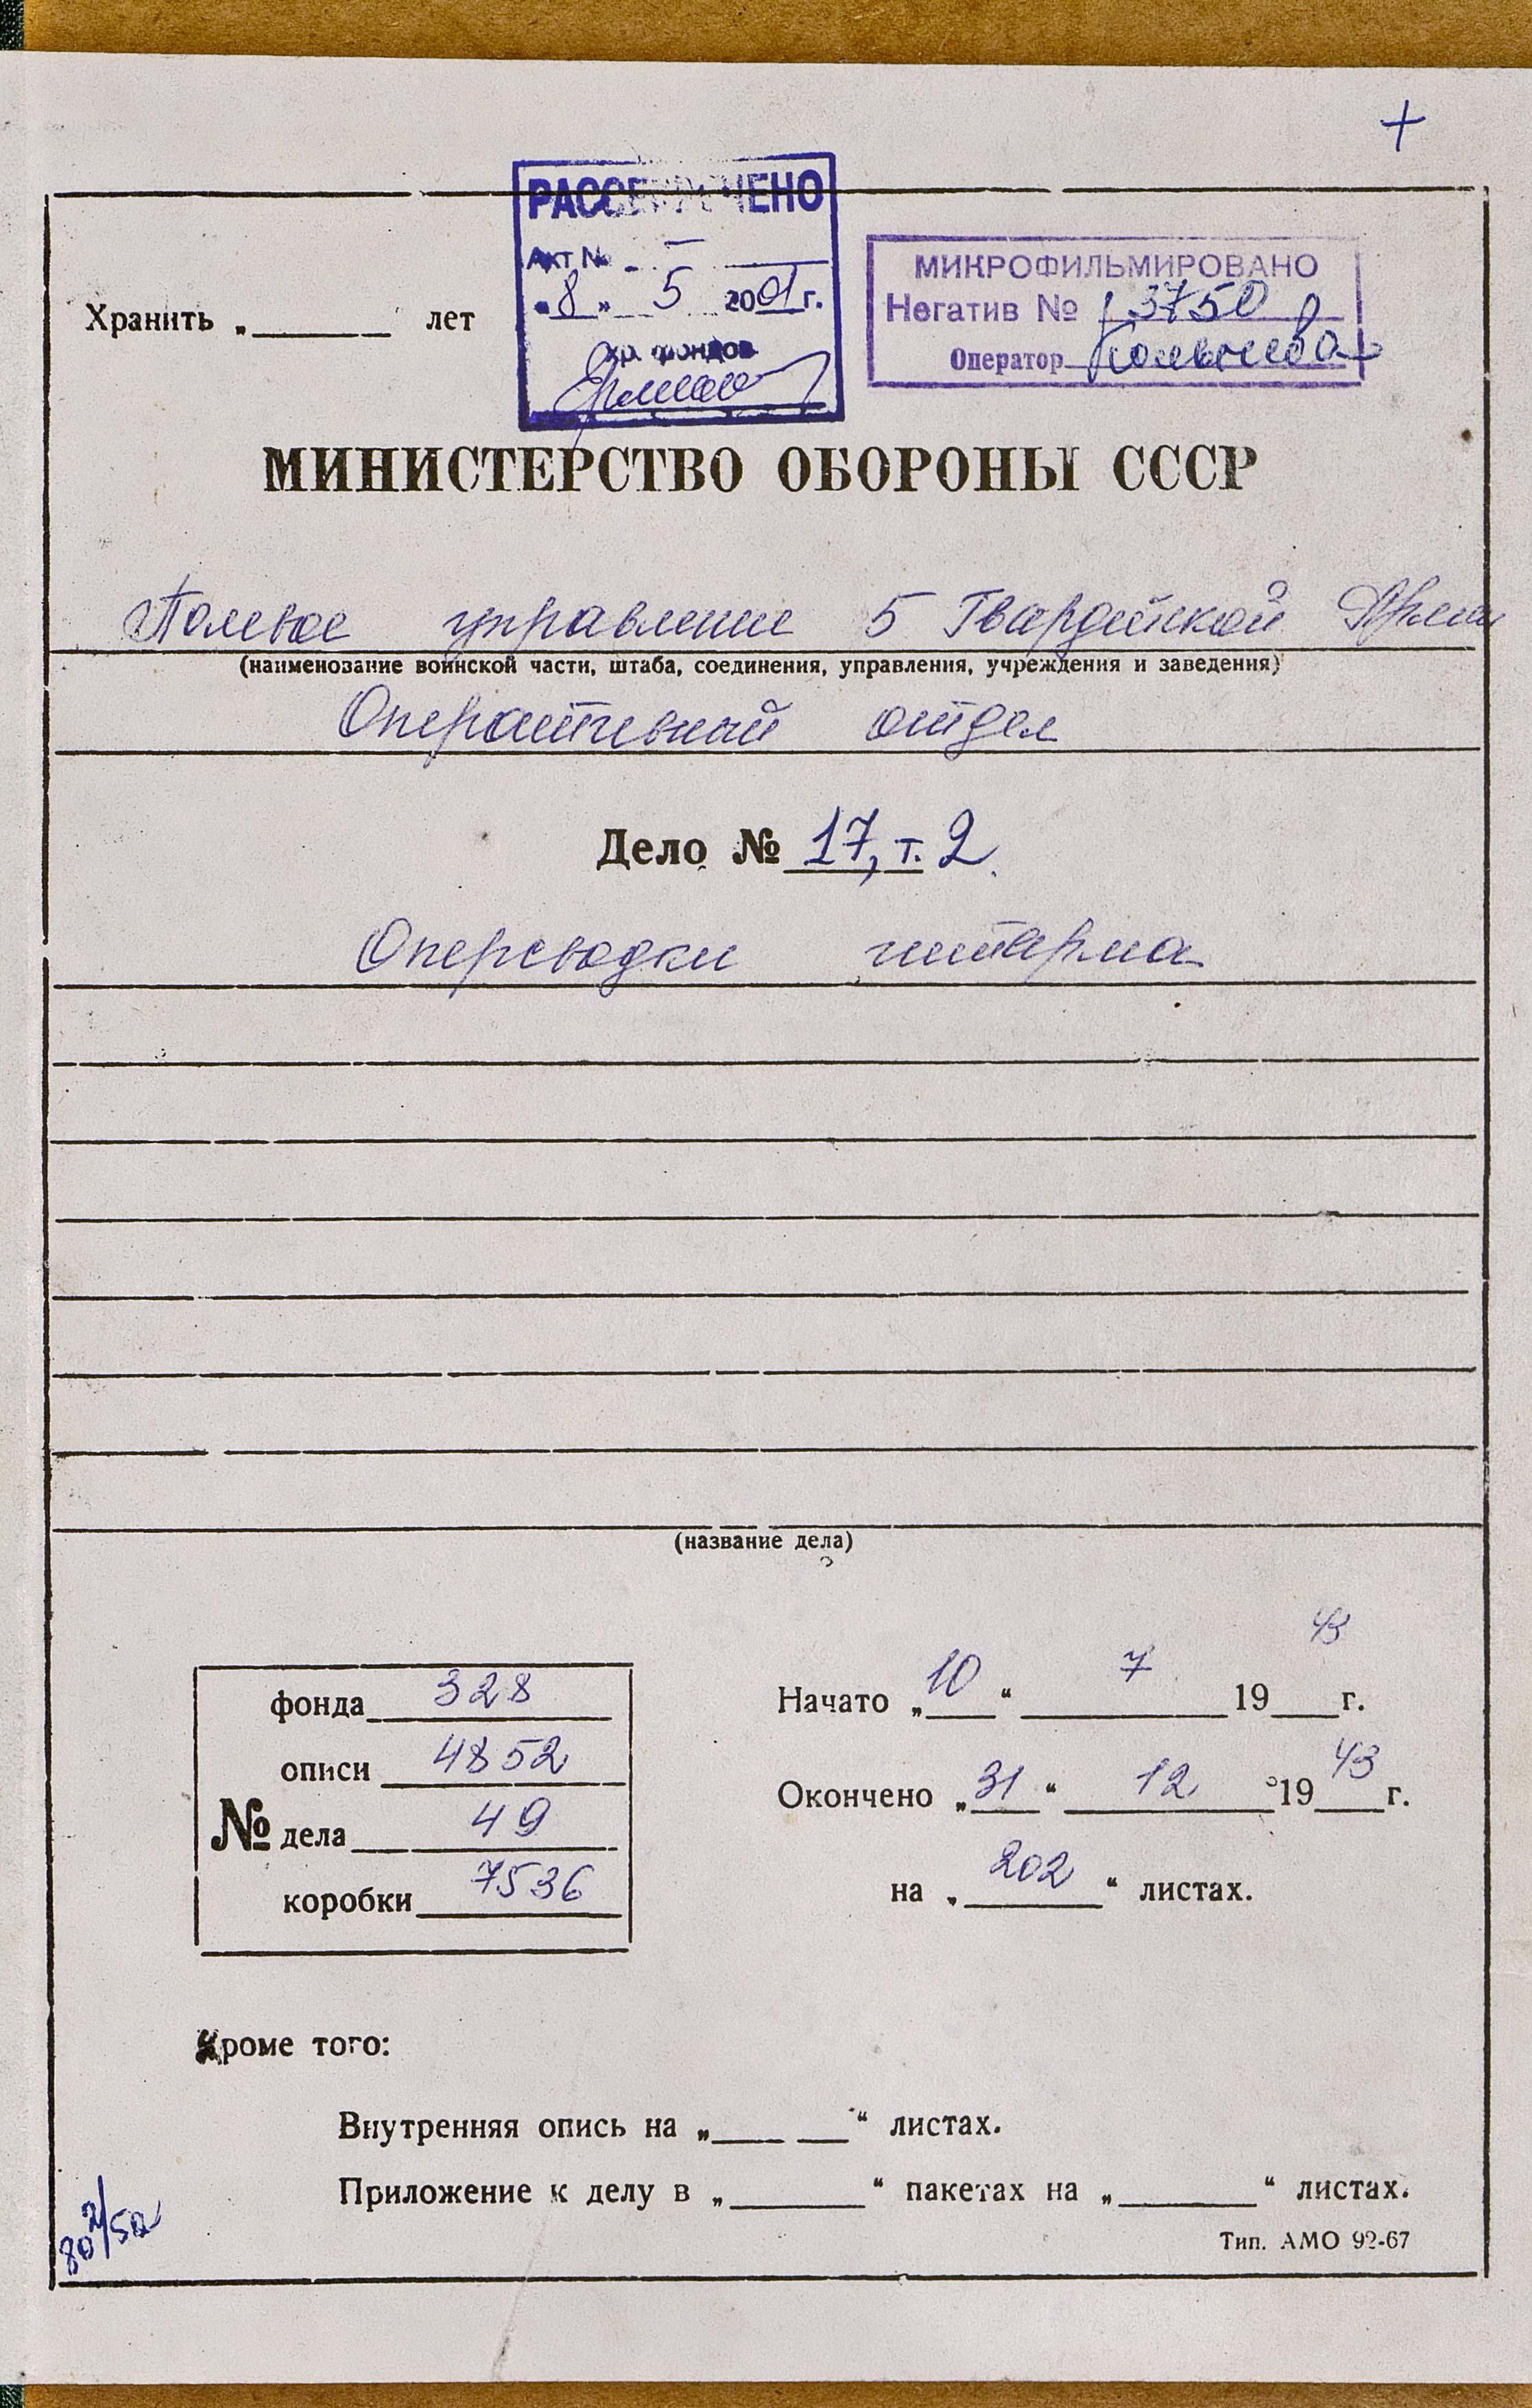 +
РАССЕКРЕЧЕНО
Акт № –
"8" 5 2001 г.
хр. фондов
МИКРОФИЛЬМИРОВАНО
Негатив № 13750
Оператор
Хранить „ лет
МИНИСТЕРСТВО ОБОРОНЫ СССР
Полевое управление 5 Гвардейской Армии
(наименование воинской части, штаба, соединения, управления, учреждения и заведения)
Оперативный отдел
Дело № 17, т. 2.
Оперсводки штарма
(название дела)
фонда 328
описи 4852
№ дела 49
коробки 7536
Начато „10“ 7 1943 г.
Окончено „31“ 12 1943 г.
на „202“ листах.
Кроме того:
Внутренняя опись на „ “ листах.
Приложение к делу в „ “ пакетах на „ “ листах.
Тип. АМО 92-67